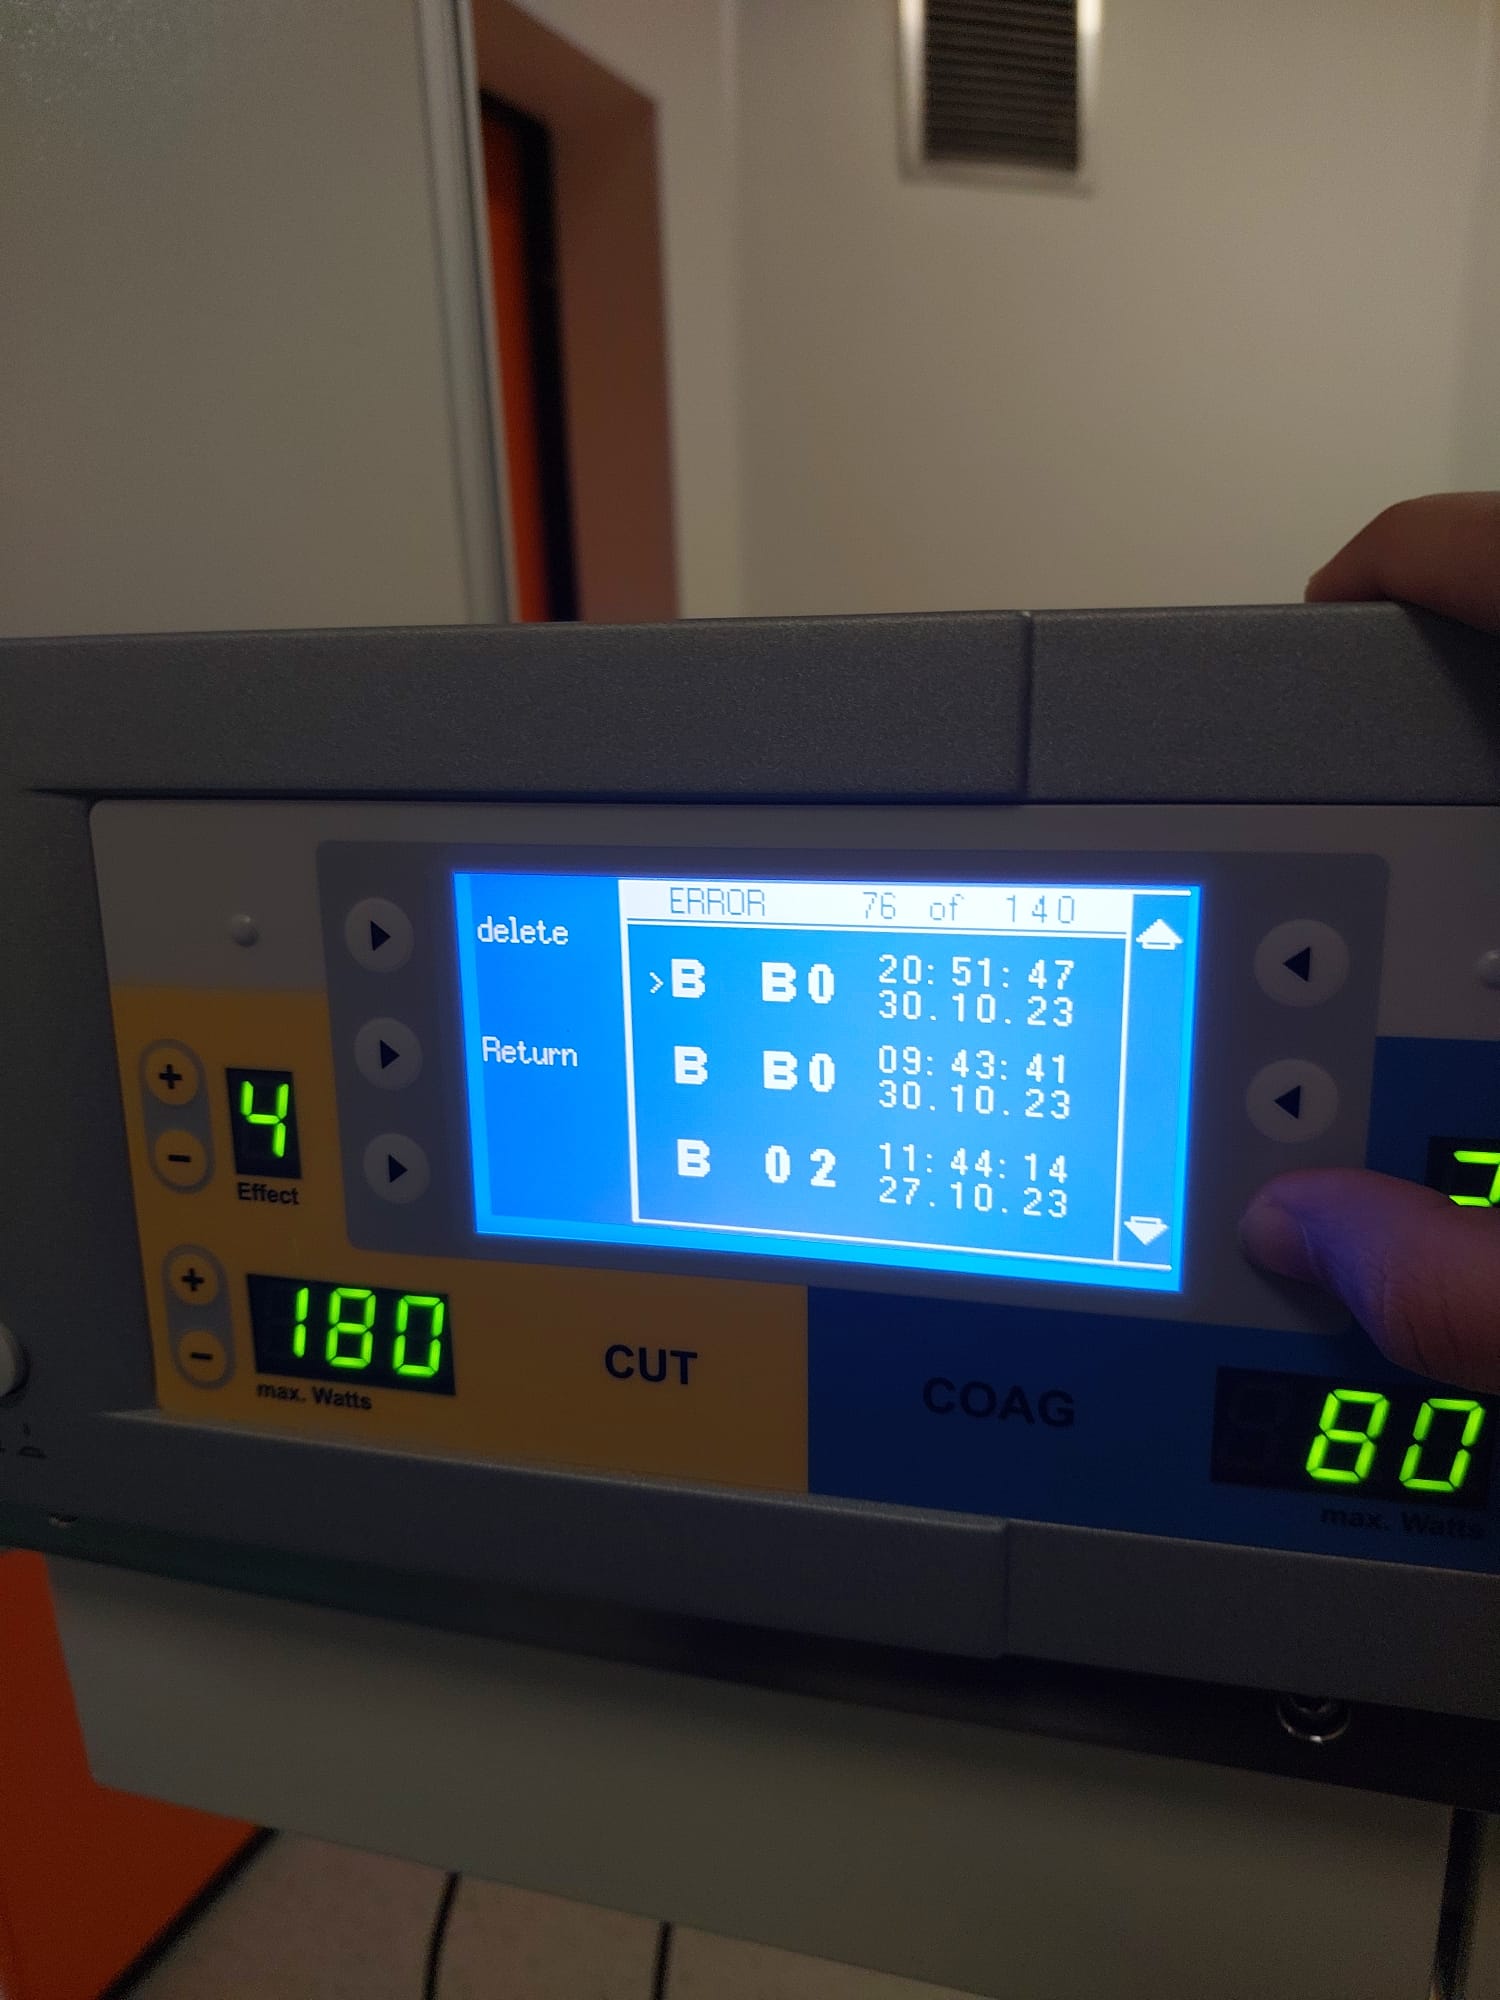 ERROR 76 of 140
delete
>B B0 20:51:47
30.10.23
Return
B B0 09:43:41
30.10.23
B 02 11:44:14
27.10.23
+
-
4
Effect
+
-
180
max. Watts
CUT
COAG
80
max. Watts